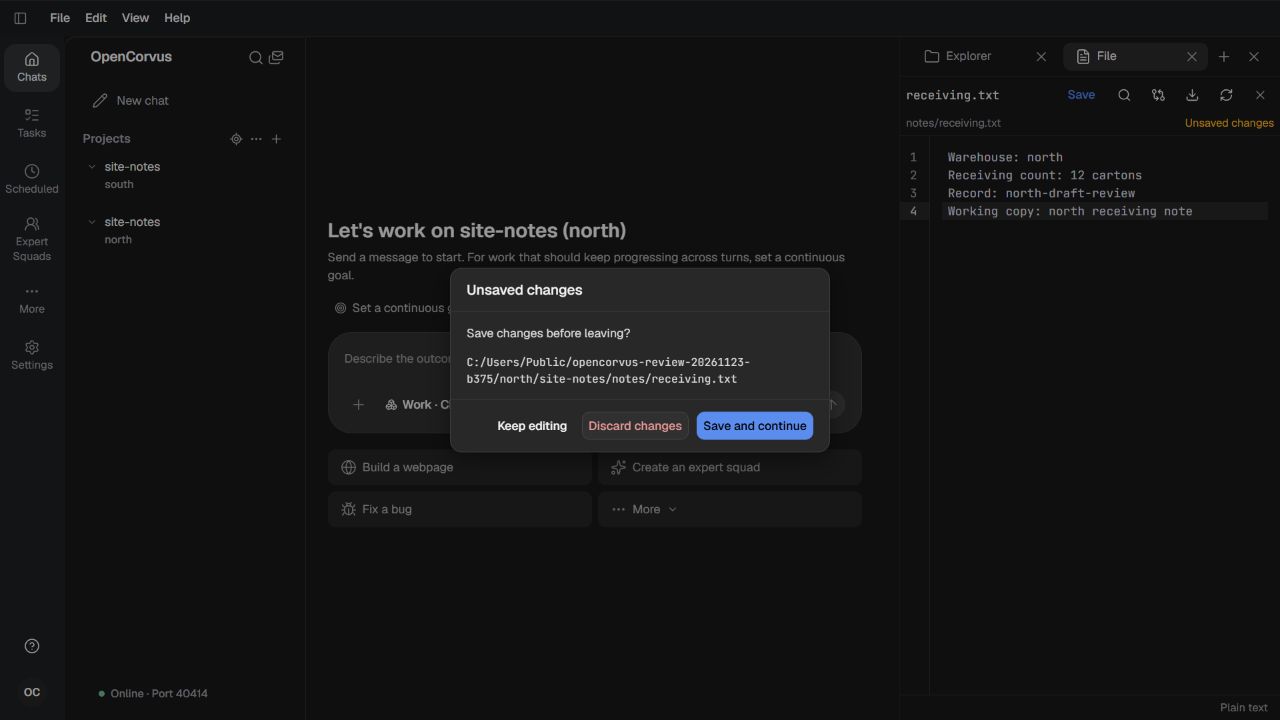 File Edit View Help
Chats
Tasks
Scheduled
Expert
Squads
More
Settings
OC
OpenCorvus
New chat
Projects
site-notes
south
site-notes
north
Online · Port 40414
Let's work on site-notes (north)
Send a message to start. For work that should keep progressing across turns, set a continuous
goal.
Set a continuous
Describe the
Work ·
Build a webpage
Create an expert squad
Fix a bug
More
Unsaved changes
Save changes before leaving?
C:/Users/Public/opencorvus-review-20261123-
b375/north/site-notes/notes/receiving.txt
Keep editing Discard changes Save and continue
Explorer File
receiving.txt Save
notes/receiving.txt Unsaved changes
1 Warehouse: north
2 Receiving count: 12 cartons
3 Record: north-draft-review
4 Working copy: north receiving note
Plain text